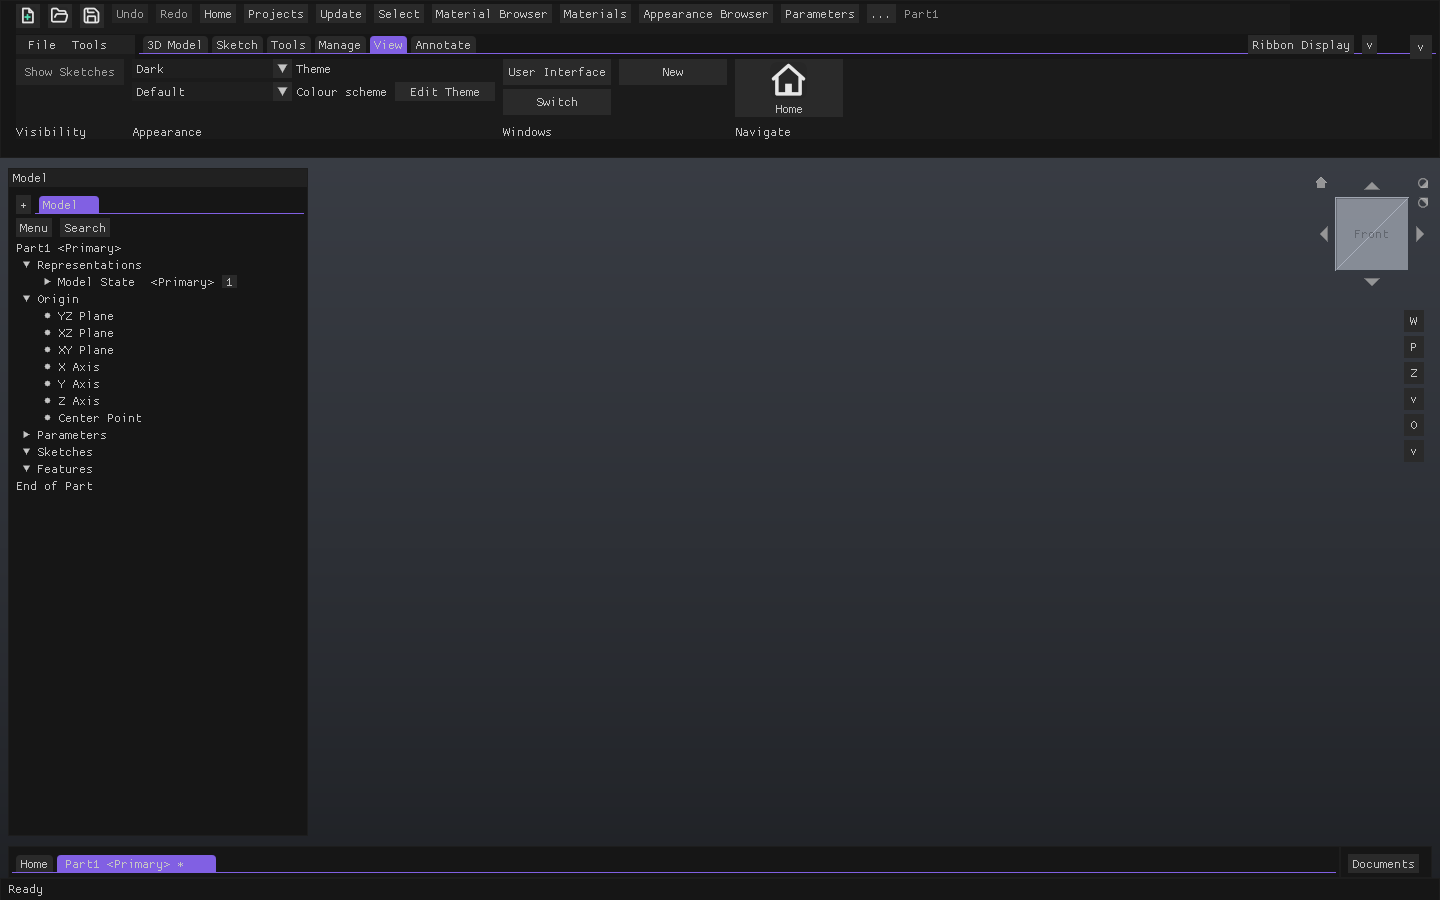 Undo Redo Home Projects Update Select Material Browser Materials Appearance Browser Parameters ... Part1
File Tools 3D Model Sketch Tools Manage View Annotate Ribbon Display v v
Show Sketches Dark Theme User Interface New
Default Colour scheme Edit Theme Switch Home
Visibility Appearance Windows Navigate
Model
+ Model
Menu Search
Part1 <Primary>
Representations
Model State <Primary> 1
Origin
YZ Plane
XZ Plane
XY Plane
X Axis
Y Axis
Z Axis
Center Point
Parameters
Sketches
Features
End of Part
Front
W
P
Z
v
O
v
Home Part1 <Primary> * Documents
Ready